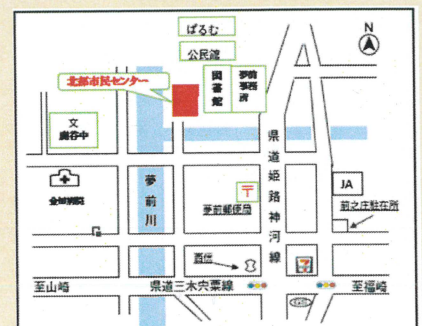 ぱるむ
N
公民館
北部市民センター
図書館
夢前事務所
文
鹿谷中
県道姫路神河線
夢前川
夢前郵便局
JA
前之庄駐在所
酒信
至山崎
県道三木宍粟線
至福崎